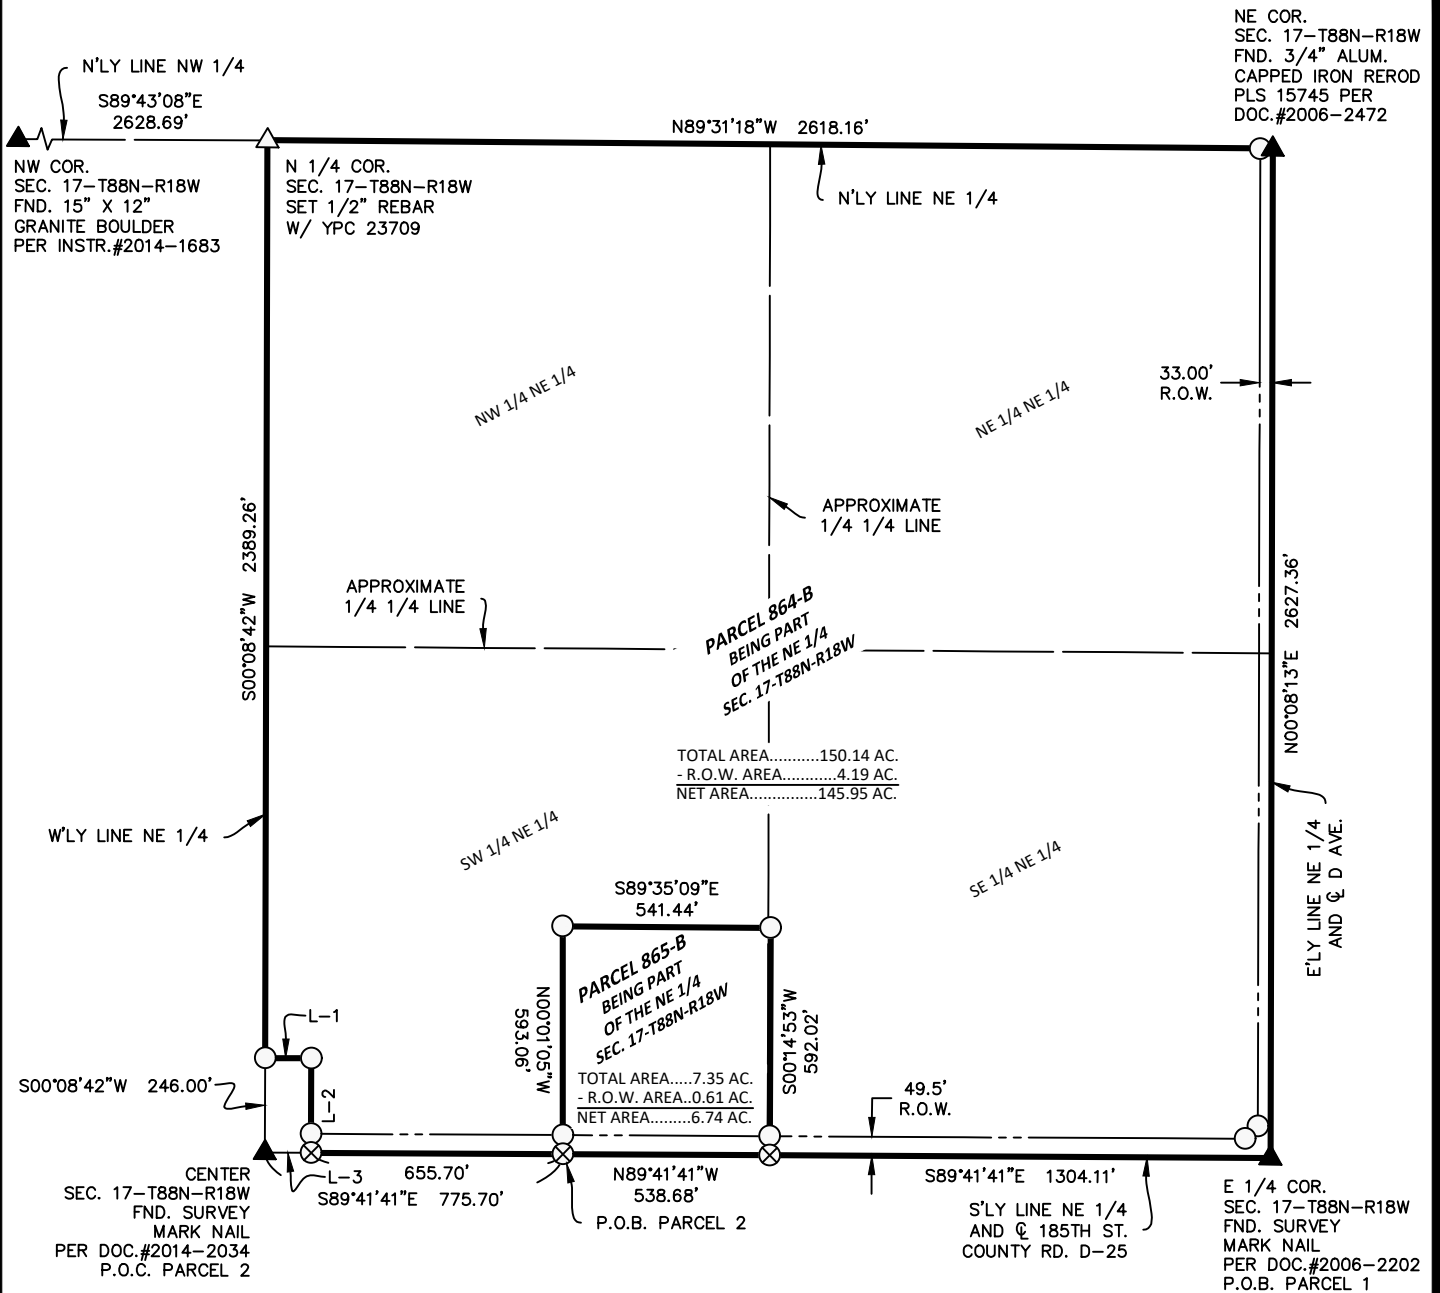 NE COR.
SEC. 17-T88N-R18W
FND. 3/4" ALUM.
CAPPED IRON REROD
PLS 15745 PER
DOC.#2006-2472
N'LY LINE NW 1/4
S89°43'08"E
2628.69'
N89°31'18"W 2618.16'
NW COR.
SEC. 17-T88N-R18W
FND. 15" X 12"
GRANITE BOULDER
PER INSTR.#2014-1683
N 1/4 COR.
SEC. 17-T88N-R18W
SET 1/2" REBAR
W/ YPC 23709
N'LY LINE NE 1/4
NW 1/4 NE 1/4
NE 1/4 NE 1/4
33.00'
R.O.W.
APPROXIMATE
1/4 1/4 LINE
S00°08'42"W 2389.26'
APPROXIMATE
1/4 1/4 LINE
N00°08'13"E 2627.36'
PARCEL 864-B
BEING PART
OF THE NE 1/4
SEC. 17-T88N-R18W
TOTAL AREA...........150.14 AC.
- R.O.W. AREA............4.19 AC.
NET AREA...............145.95 AC.
W'LY LINE NE 1/4
SW 1/4 NE 1/4
SE 1/4 NE 1/4
E'LY LINE NE 1/4
AND ℄ D AVE.
S89°35'09"E
541.44'
PARCEL 865-B
BEING PART
OF THE NE 1/4
SEC. 17-T88N-R18W
N00°01'05"W
593.06'
S00°14'53"W
592.02'
TOTAL AREA.....7.35 AC.
- R.O.W. AREA..0.61 AC.
NET AREA.........6.74 AC.
L-1
S00°08'42"W 246.00'
L-2
49.5'
R.O.W.
L-3
655.70'
S89°41'41"E 775.70'
N89°41'41"W
538.68'
S89°41'41"E 1304.11'
P.O.B. PARCEL 2
CENTER
SEC. 17-T88N-R18W
FND. SURVEY
MARK NAIL
PER DOC.#2014-2034
P.O.C. PARCEL 2
S'LY LINE NE 1/4
AND ℄ 185TH ST.
COUNTY RD. D-25
E 1/4 COR.
SEC. 17-T88N-R18W
FND. SURVEY
MARK NAIL
PER DOC.#2006-2202
P.O.B. PARCEL 1